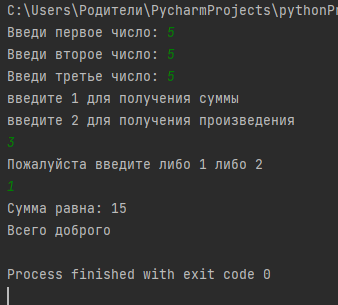 C:\Users\Родители\PycharmProjects\pythonPr
Введи первое число: 5
Введи второе число: 5
Введи третье число: 5
введите 1 для получения суммы
введите 2 для получения произведения
3
Пожалуйста введите либо 1 либо 2
1
Сумма равна: 15
Всего доброго
Process finished with exit code 0